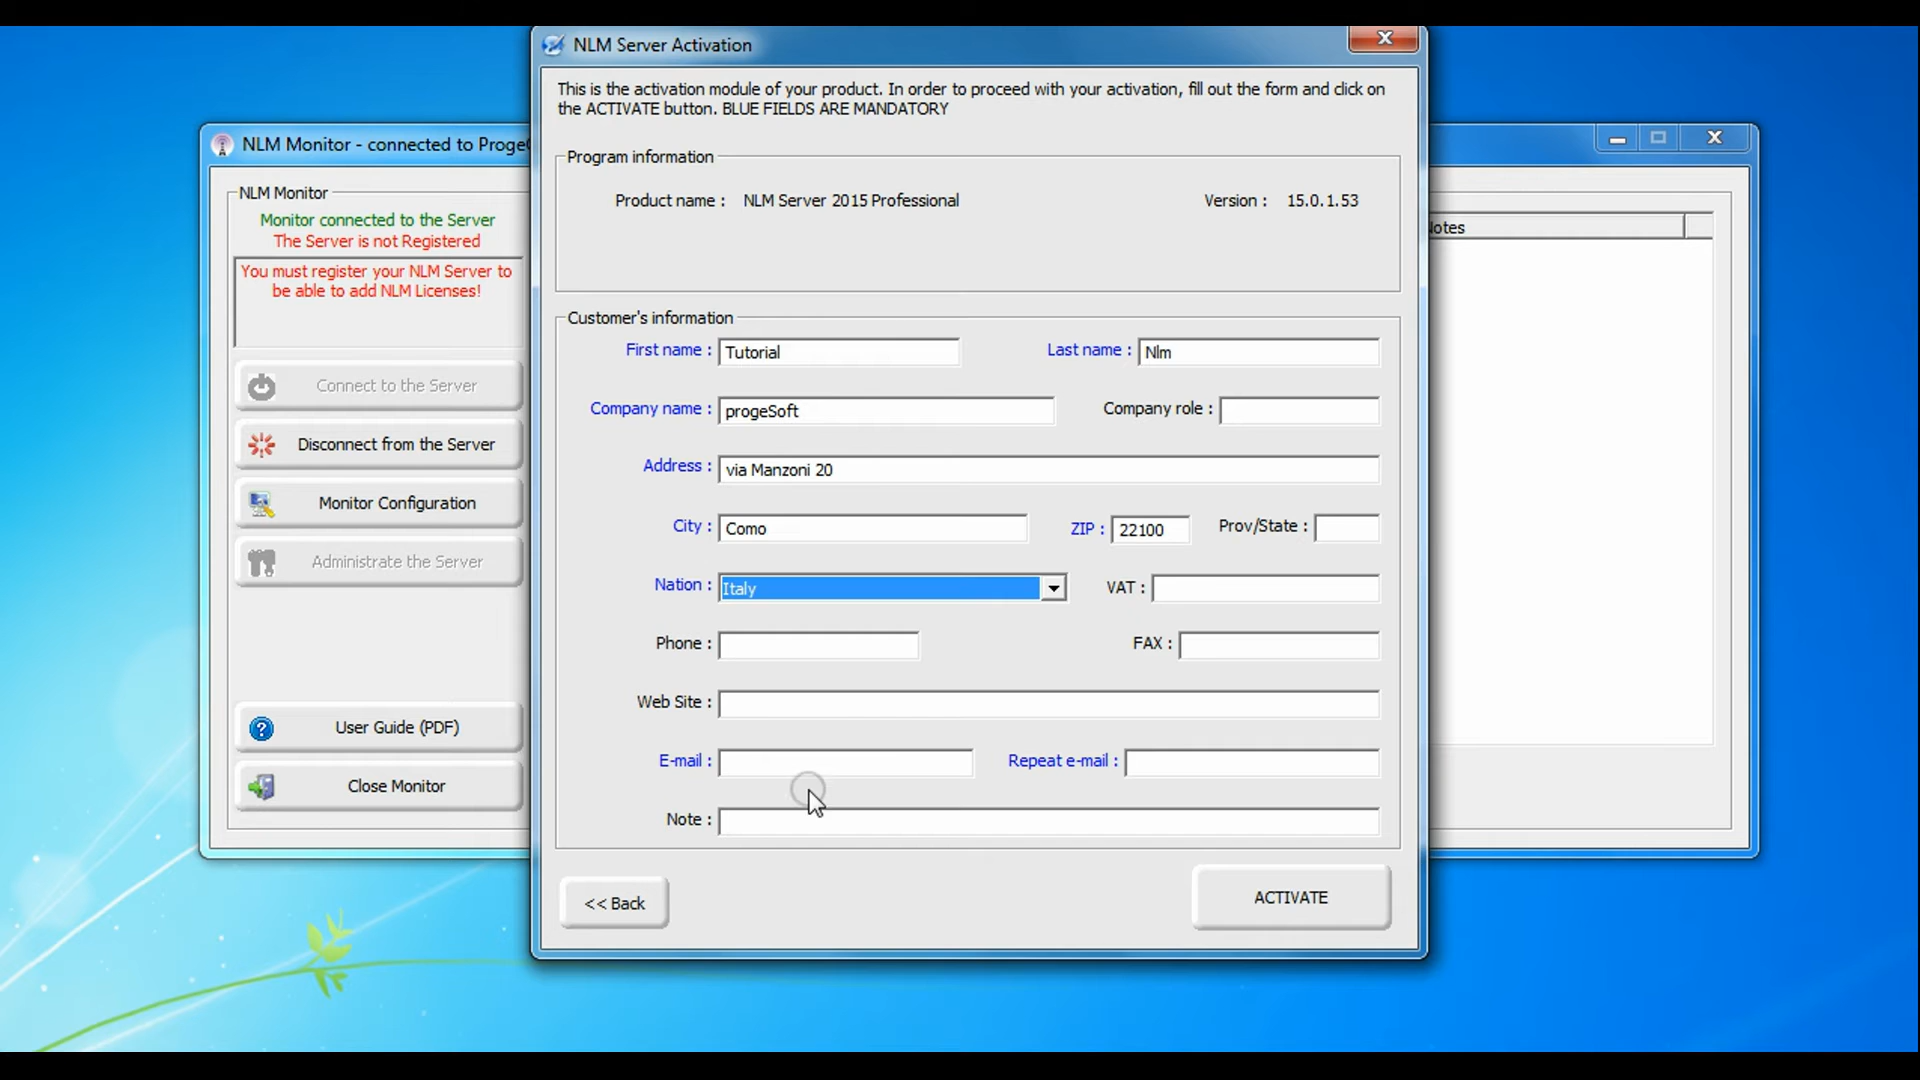 NLM Server Activation
This is the activation module of your product. In order to proceed with your activation, fill out the form and click on
the ACTIVATE button. BLUE FIELDS ARE MANDATORY
Program information
Product name : NLM Server 2015 Professional Version : 15.0.1.53
Customer's information
First name : Tutorial Last name : Nlm
Company name : progeSoft Company role :
Address : via Manzoni 20
City : Como ZIP : 22100 Prov/State :
Nation : Italy VAT :
Phone : FAX :
Web Site :
E-mail : Repeat e-mail :
Note :
<< Back ACTIVATE
NLM Monitor - connected to Proge
NLM Monitor
Monitor connected to the Server
The Server is not Registered
You must register your NLM Server to
be able to add NLM Licenses!
Connect to the Server
Disconnect from the Server
Monitor Configuration
Administrate the Server
User Guide (PDF)
Close Monitor
Notes